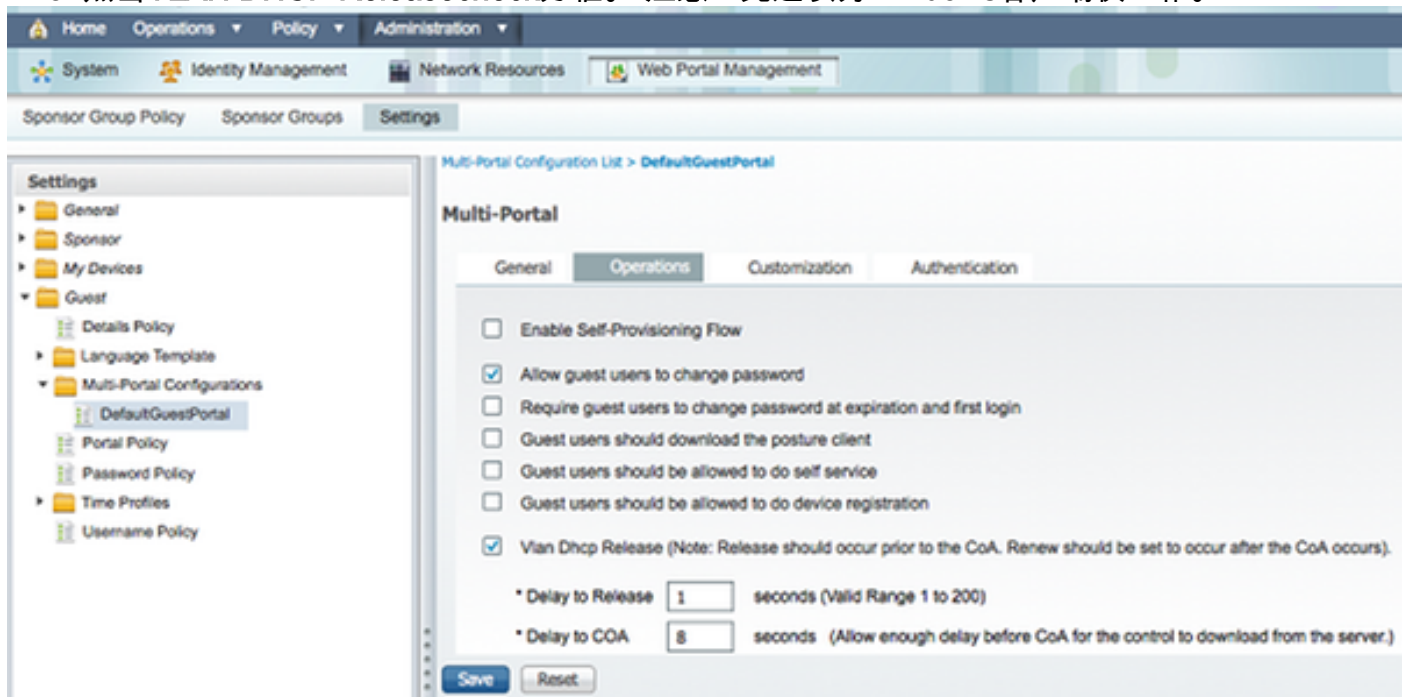 Home Operations Policy Administration
System Identity Management Network Resources Web Portal Management
Sponsor Group Policy Sponsor Groups Settings
Settings
General
Sponsor
My Devices
Guest
Details Policy
Language Template
Multi-Portal Configurations
DefaultGuestPortal
Portal Policy
Password Policy
Time Profiles
Username Policy
Multi-Portal Configuration List > DefaultGuestPortal
Multi-Portal
General Operations Customization Authentication
Enable Self-Provisioning Flow
Allow guest users to change password
Require guest users to change password at expiration and first login
Guest users should download the posture client
Guest users should be allowed to do self service
Guest users should be allowed to do device registration
Vlan Dhcp Release (Note: Release should occur prior to the CoA. Renew should be set to occur after the CoA occurs).
* Delay to Release 1 seconds (Valid Range 1 to 200)
* Delay to COA 8 seconds (Allow enough delay before CoA for the control to download from the server.)
Save Reset